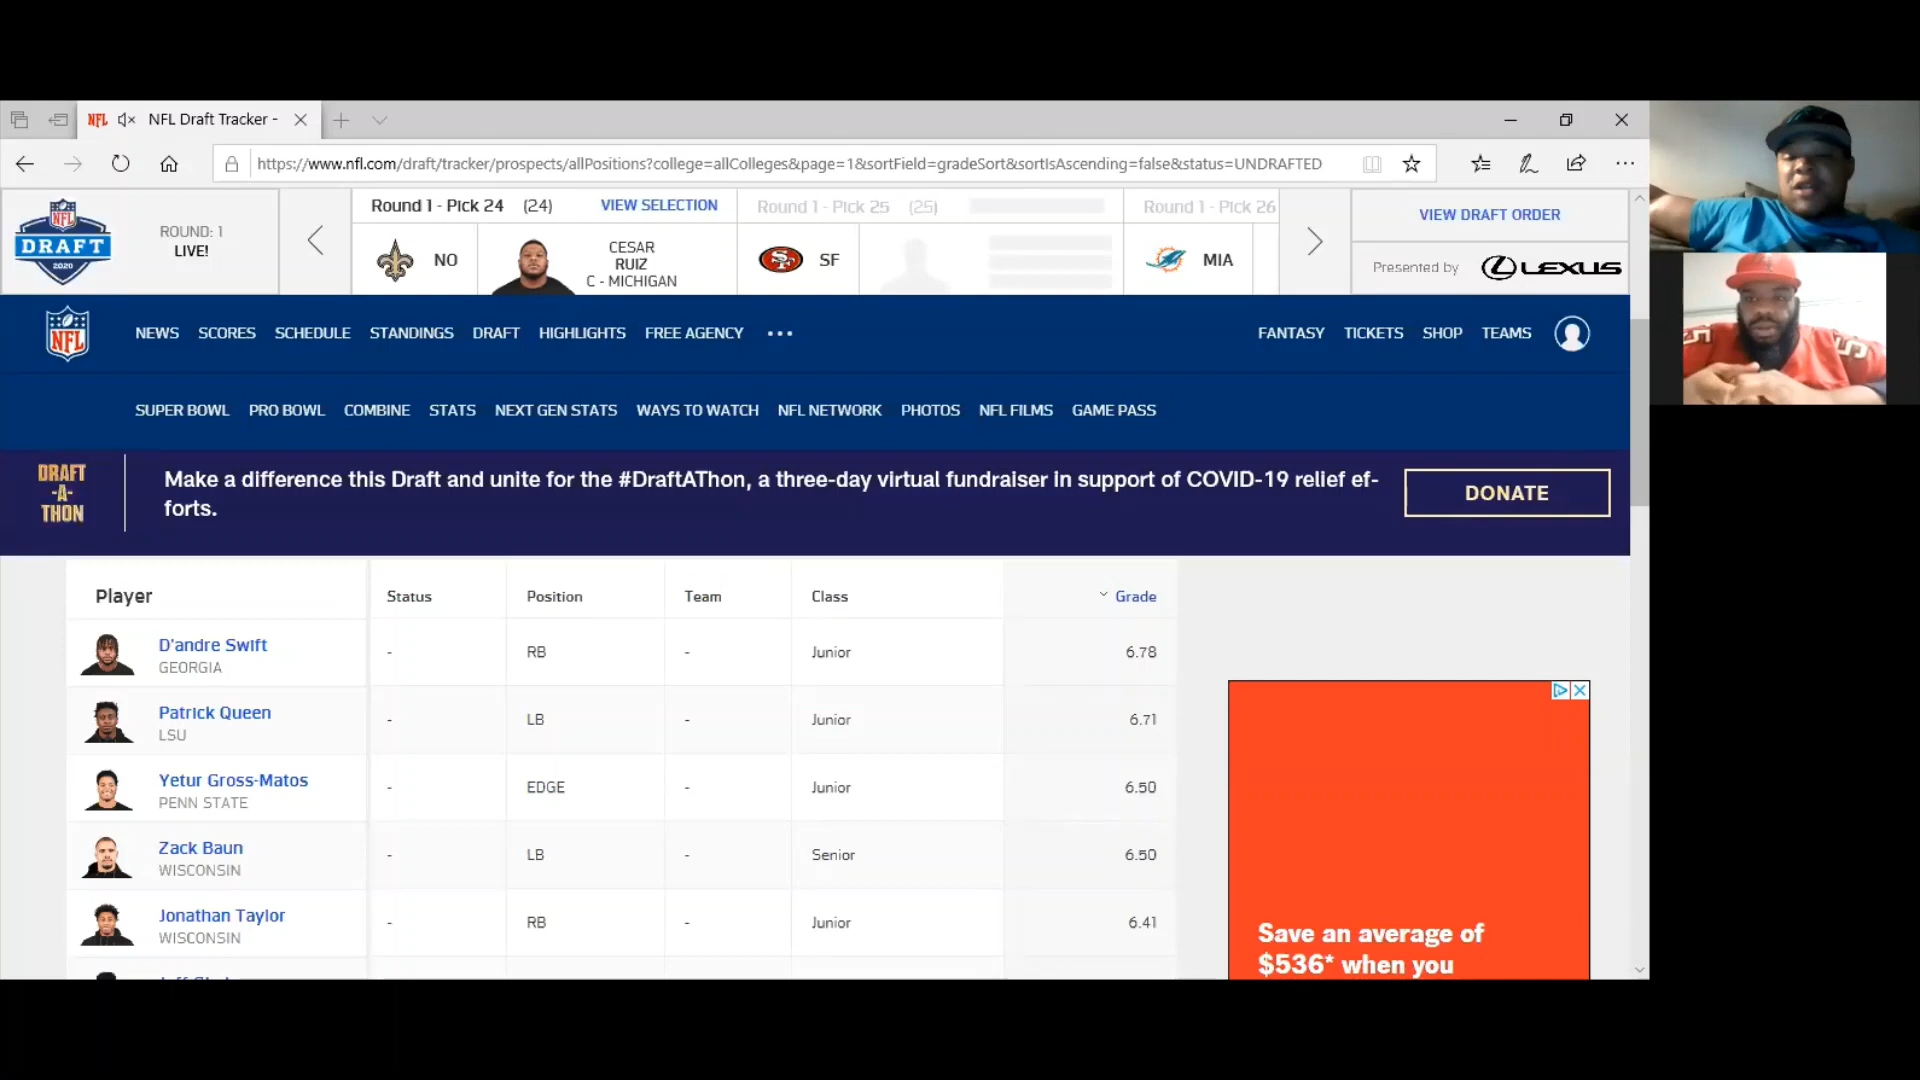 NFL Draft Tracker -
https://www.nfl.com/draft/tracker/prospects/allPositions?college=allColleges&page=1&sortField=gradeSort&sortIsAscending=false&status=UNDRAFTED
NFL
DRAFT
2020
ROUND: 1
LIVE!
Round 1 - Pick 24 (24) VIEW SELECTION
NO
CESAR
RUIZ
C - MICHIGAN
Round 1 - Pick 25 (25)
SF
Round 1 - Pick 26
MIA
VIEW DRAFT ORDER
Presented by LEXUS
NFL
NEWS SCORES SCHEDULE STANDINGS DRAFT HIGHLIGHTS FREE AGENCY
FANTASY TICKETS SHOP TEAMS
SUPER BOWL PRO BOWL COMBINE STATS NEXT GEN STATS WAYS TO WATCH NFL NETWORK PHOTOS NFL FILMS GAME PASS
DRAFT
-A-
THON
Make a difference this Draft and unite for the #DraftAThon, a three-day virtual fundraiser in support of COVID-19 relief ef-
forts.
DONATE
Player Status Position Team Class Grade
D'andre Swift
GEORGIA
- RB - Junior 6.78
Patrick Queen
LSU
- LB - Junior 6.71
Yetur Gross-Matos
PENN STATE
- EDGE - Junior 6.50
Zack Baun
WISCONSIN
- LB - Senior 6.50
Jonathan Taylor
WISCONSIN
- RB - Junior 6.41
Save an average of
$536* when you